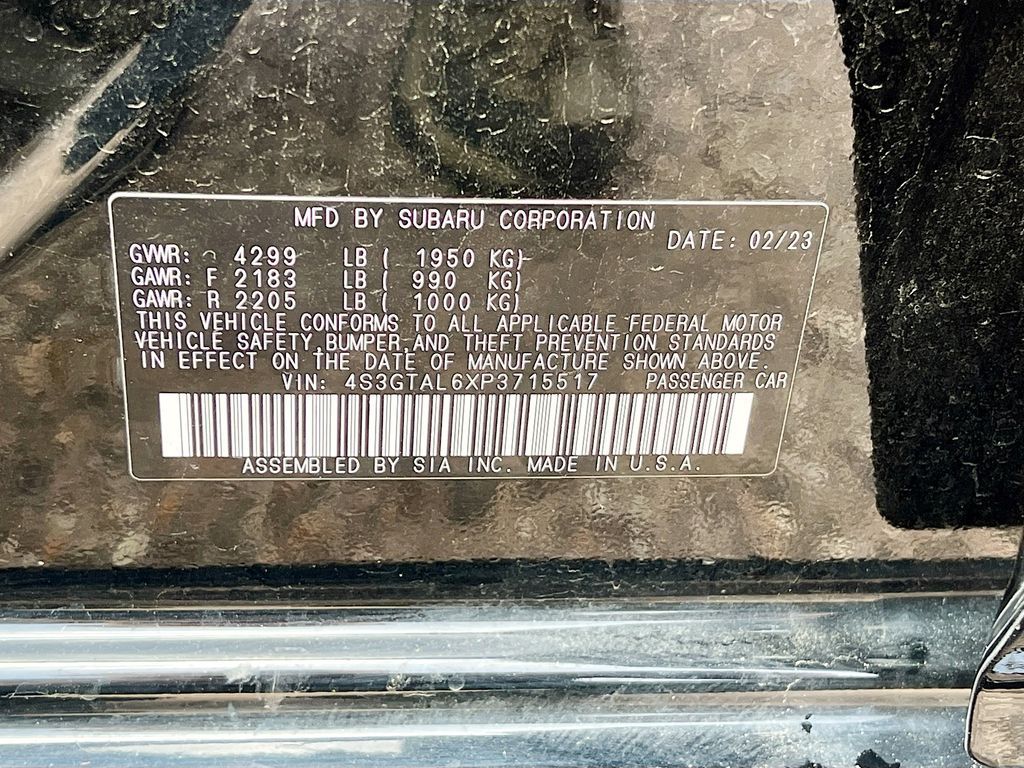 MFD BY SUBARU CORPORATION
DATE: 02/23
GVWR: 4299 LB ( 1950 KG)
GAWR: F 2183 LB ( 990 KG)
GAWR: R 2205 LB ( 1000 KG)
THIS VEHICLE CONFORMS TO ALL APPLICABLE FEDERAL MOTOR
VEHICLE SAFETY, BUMPER, AND THEFT PREVENTION STANDARDS
IN EFFECT ON THE DATE OF MANUFACTURE SHOWN ABOVE.
VIN: 4S3GTAL6XP3715517 PASSENGER CAR
ASSEMBLED BY SIA INC. MADE IN U.S.A.